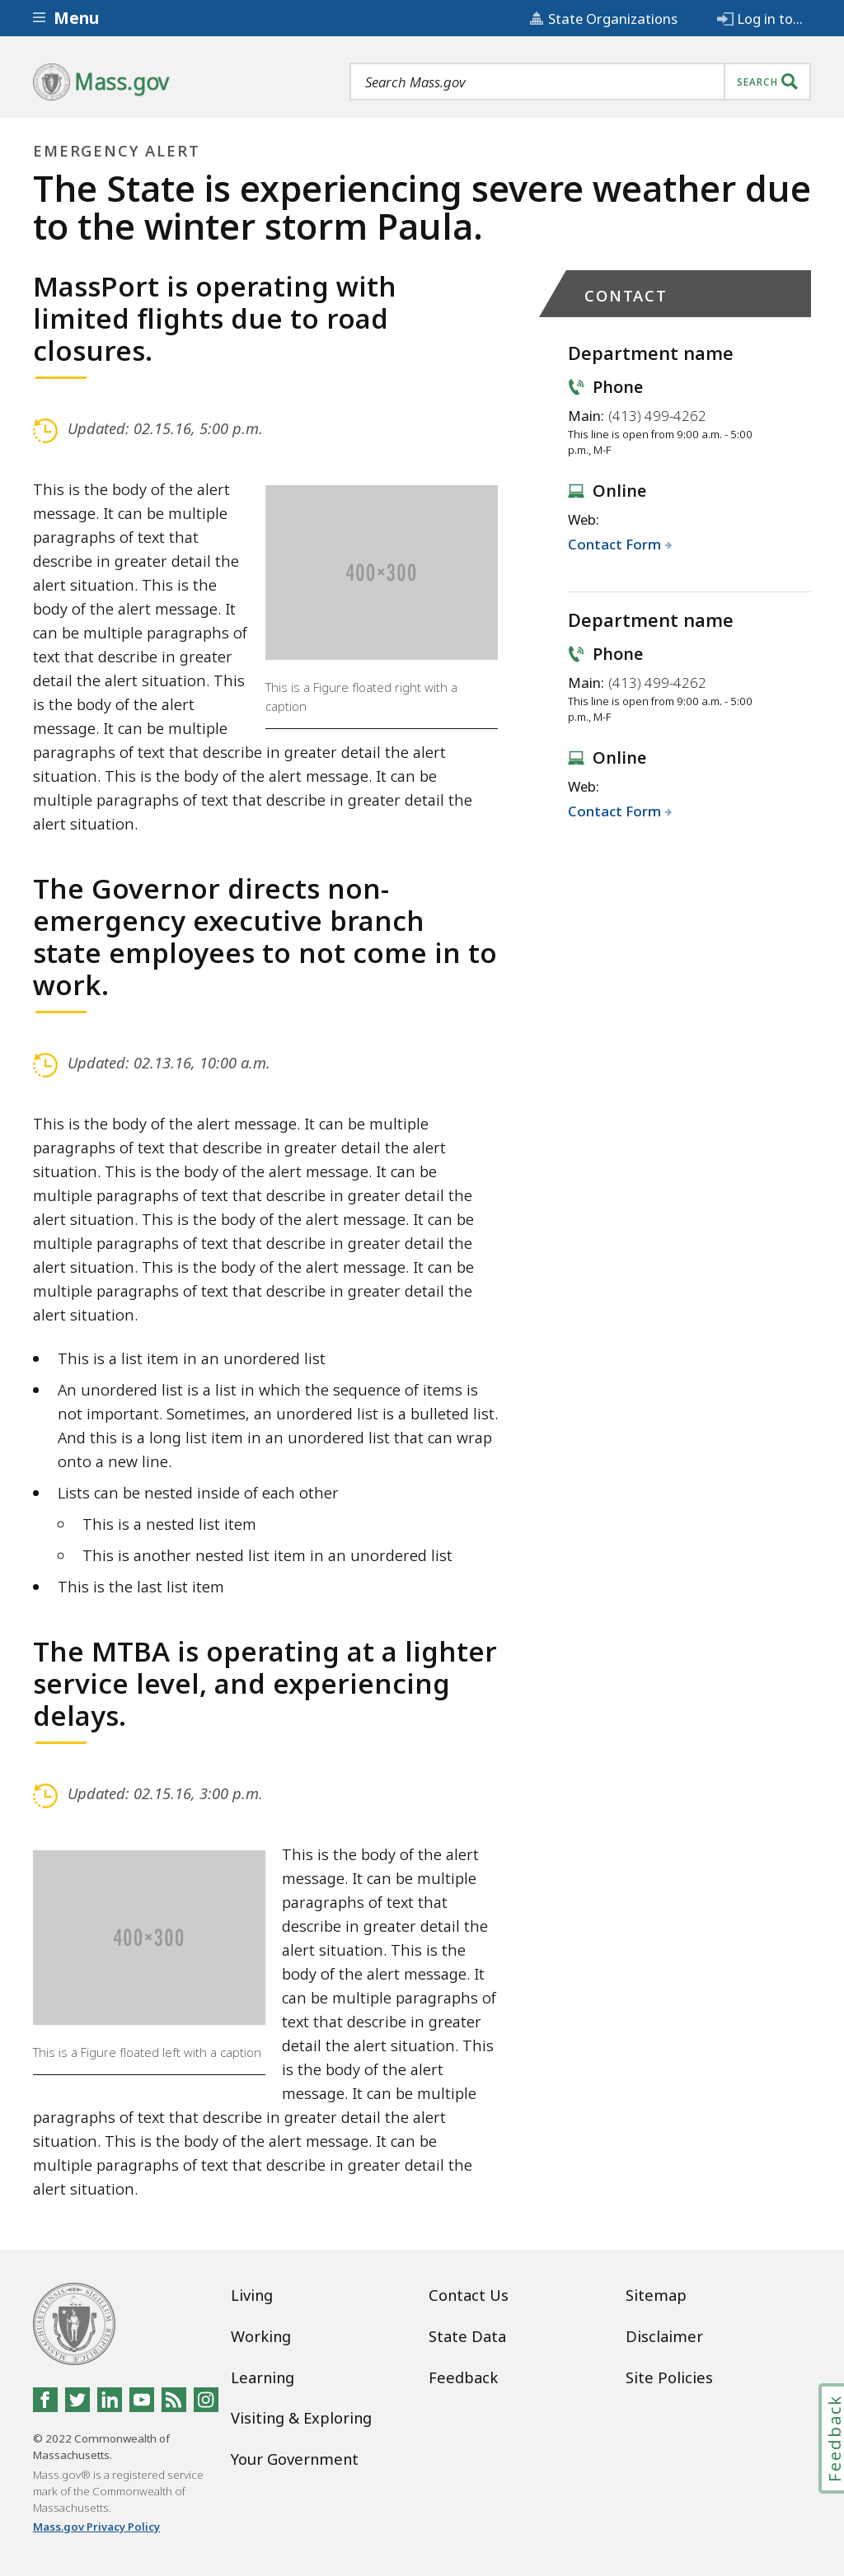 Menu
State Organizations
Log in to...
Mass.gov
Search Mass.gov
SEARCH
EMERGENCY ALERT
The State is experiencing severe weather due
to the winter storm Paula.
MassPort is operating with
limited flights due to road
closures.
Updated: 02.15.16, 5:00 p.m.
This is the body of the alert
message. It can be multiple
paragraphs of text that
describe in greater detail the
alert situation. This is the
body of the alert message. It
can be multiple paragraphs of
text that describe in greater
detail the alert situation. This
is the body of the alert
message. It can be multiple
paragraphs of text that describe in greater detail the alert
situation. This is the body of the alert message. It can be
multiple paragraphs of text that describe in greater detail the
alert situation.
400×300
This is a Figure floated right with a
caption
The Governor directs non-
emergency executive branch
state employees to not come in to
work.
Updated: 02.13.16, 10:00 a.m.
This is the body of the alert message. It can be multiple
paragraphs of text that describe in greater detail the alert
situation. This is the body of the alert message. It can be
multiple paragraphs of text that describe in greater detail the
alert situation. This is the body of the alert message. It can be
multiple paragraphs of text that describe in greater detail the
alert situation. This is the body of the alert message. It can be
multiple paragraphs of text that describe in greater detail the
alert situation.
This is a list item in an unordered list
An unordered list is a list in which the sequence of items is
not important. Sometimes, an unordered list is a bulleted list.
And this is a long list item in an unordered list that can wrap
onto a new line.
Lists can be nested inside of each other
This is a nested list item
This is another nested list item in an unordered list
This is the last list item
The MTBA is operating at a lighter
service level, and experiencing
delays.
Updated: 02.15.16, 3:00 p.m.
400×300
This is a Figure floated left with a caption
This is the body of the alert
message. It can be multiple
paragraphs of text that
describe in greater detail the
alert situation. This is the
body of the alert message. It
can be multiple paragraphs of
text that describe in greater
detail the alert situation. This
is the body of the alert
message. It can be multiple
paragraphs of text that describe in greater detail the alert
situation. This is the body of the alert message. It can be
multiple paragraphs of text that describe in greater detail the
alert situation.
CONTACT
Department name
Phone
Main: (413) 499-4262
This line is open from 9:00 a.m. - 5:00
p.m., M-F
Online
Web:
Contact Form
Department name
Phone
Main: (413) 499-4262
This line is open from 9:00 a.m. - 5:00
p.m., M-F
Online
Web:
Contact Form
© 2022 Commonwealth of
Massachusetts.
Mass.gov® is a registered service
mark of the Commonwealth of
Massachusetts.
Mass.gov Privacy Policy
Living
Working
Learning
Visiting & Exploring
Your Government
Contact Us
State Data
Feedback
Sitemap
Disclaimer
Site Policies
Feedback